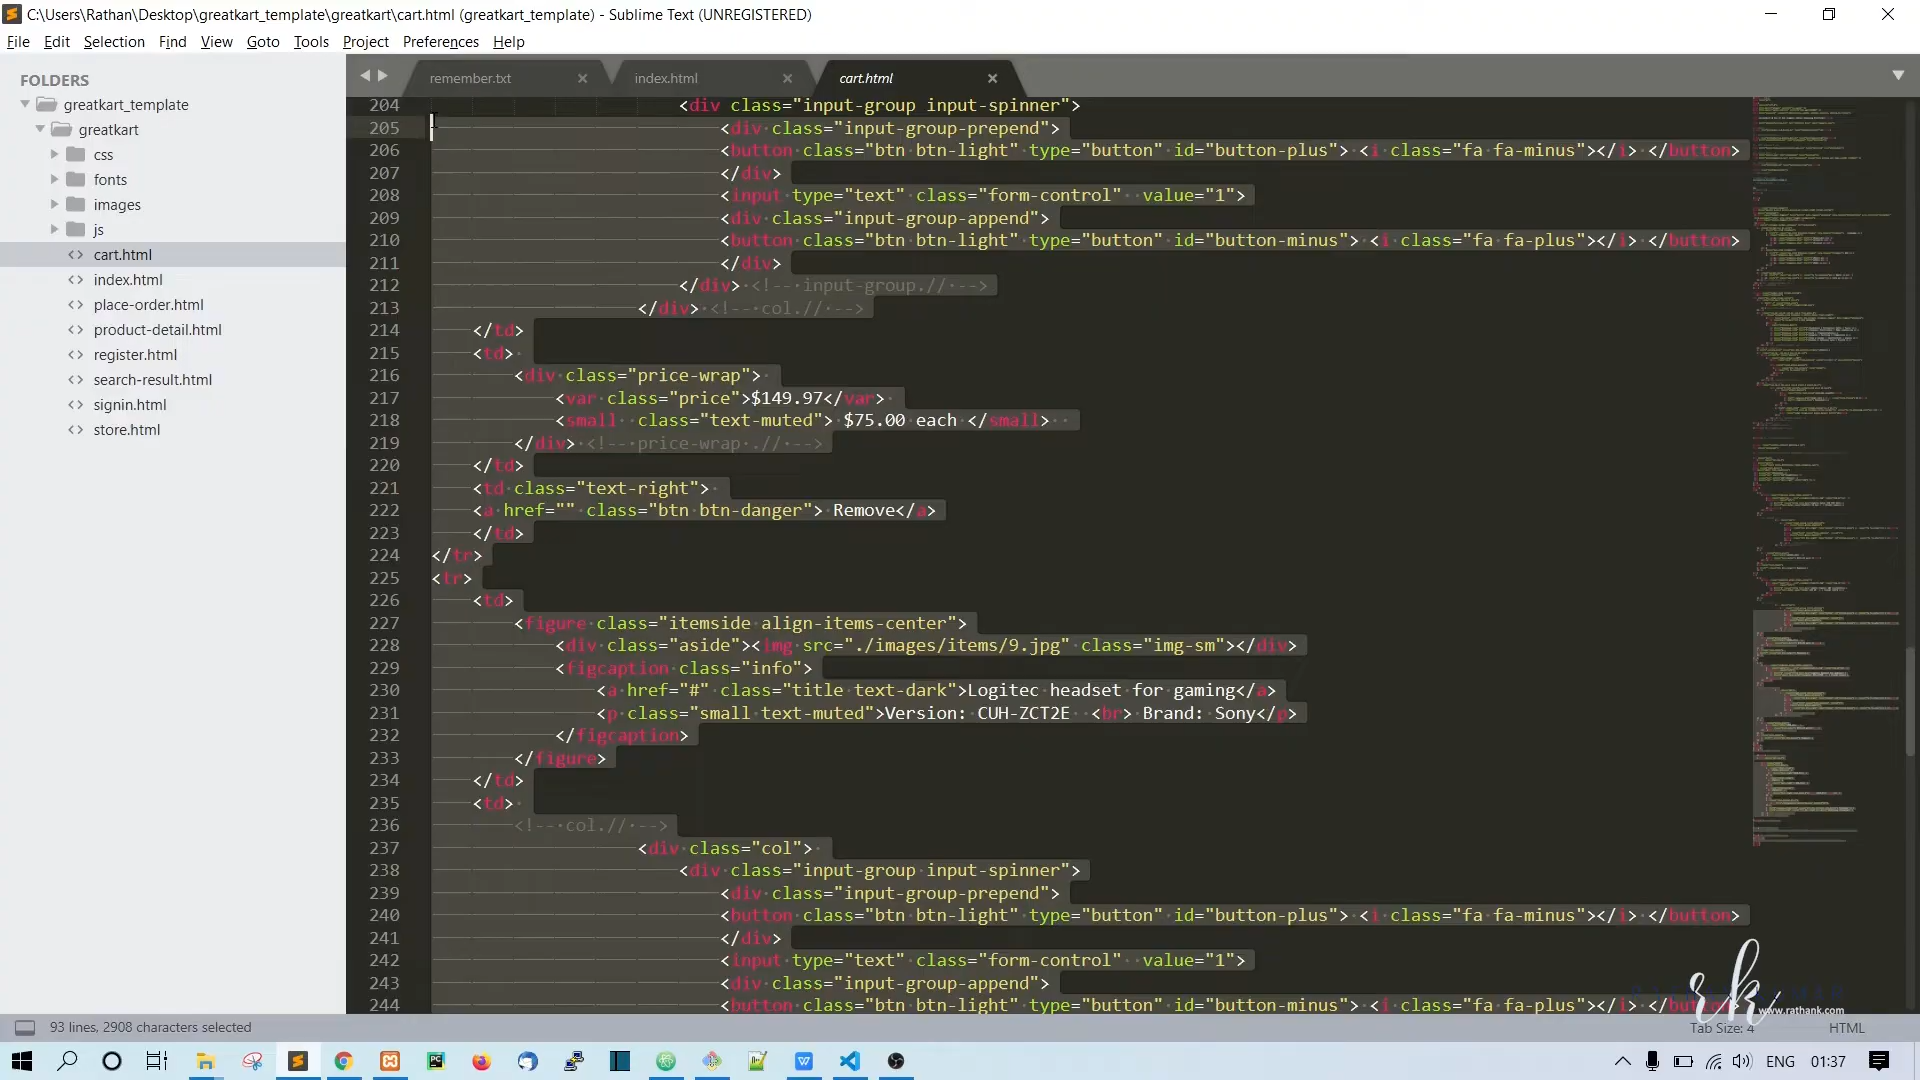 C:\Users\Rathan\Desktop\greatkart_template\greatkart\cart.html (greatkart_template) - Sublime Text (UNREGISTERED)
File Edit Selection Find View Goto Tools Project Preferences Help
FOLDERS
greatkart_template
greatkart
css
fonts
images
js
cart.html
index.html
place-order.html
product-detail.html
register.html
search-result.html
signin.html
store.html
remember.txt index.html cart.html
204 <div class="input-group input-spinner">
205 <div class="input-group-prepend">
206 <button class="btn btn-light" type="button" id="button-plus"> <i class="fa fa-minus"></i> </button>
207 </div>
208 <input type="text" class="form-control"  value="1">
209 <div class="input-group-append">
210 <button class="btn btn-light" type="button" id="button-minus"> <i class="fa fa-plus"></i> </button>
211 </div>
212 </div> <!-- input-group.// -->
213 </div> <!-- col.// -->
214 </td>
215 <td>
216 <div class="price-wrap">
217 <var class="price">$149.97</var>
218 <small  class="text-muted"> $75.00 each </small>
219 </div> <!-- price-wrap .// -->
220 </td>
221 <td class="text-right">
222 <a href="" class="btn btn-danger"> Remove</a>
223 </td>
224 </tr>
225 <tr>
226 <td>
227 <figure class="itemside align-items-center">
228 <div class="aside"><img src="./images/items/9.jpg" class="img-sm"></div>
229 <figcaption class="info">
230 <a href="#" class="title text-dark">Logitec headset for gaming</a>
231 <p class="small text-muted">Version: CUH-ZCT2E  <br> Brand: Sony</p>
232 </figcaption>
233 </figure>
234 </td>
235 <td>
236 <!-- col.// -->
237 <div class="col">
238 <div class="input-group input-spinner">
239 <div class="input-group-prepend">
240 <button class="btn btn-light" type="button" id="button-plus"> <i class="fa fa-minus"></i> </button>
241 </div>
242 <input type="text" class="form-control"  value="1">
243 <div class="input-group-append">
244 <button class="btn btn-light" type="button" id="button-minus"> <i class="fa fa-plus"></i> </button>
rk
www.rathank.com
93 lines, 2908 characters selected
Tab Size: 4 HTML
ENG 01:37